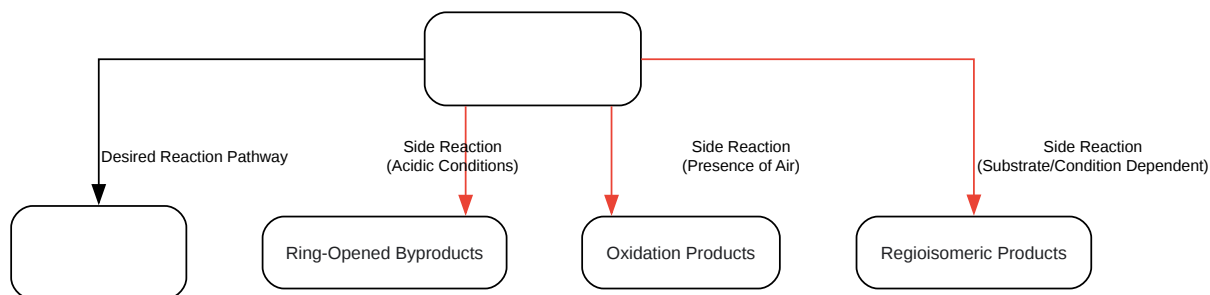 Desired Reaction Pathway
Side Reaction
(Acidic Conditions)
Side Reaction
(Presence of Air)
Side Reaction
(Substrate/Condition Dependent)
Ring-Opened Byproducts
Oxidation Products
Regioisomeric Products